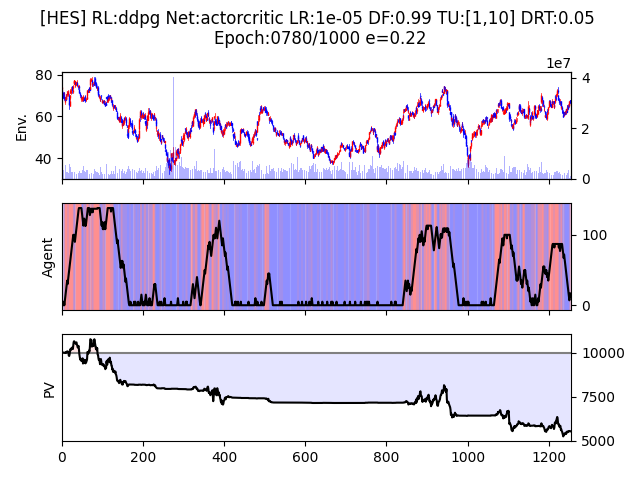 [HES] RL:ddpg Net:actorcritic LR:1e-05 DF:0.99 TU:[1,10] DRT:0.05
Epoch:0780/1000 e=0.22
1e7
80
60
40
Env.
4
2
0
Agent
100
0
PV
10000
7500
5000
0 200 400 600 800 1000 1200